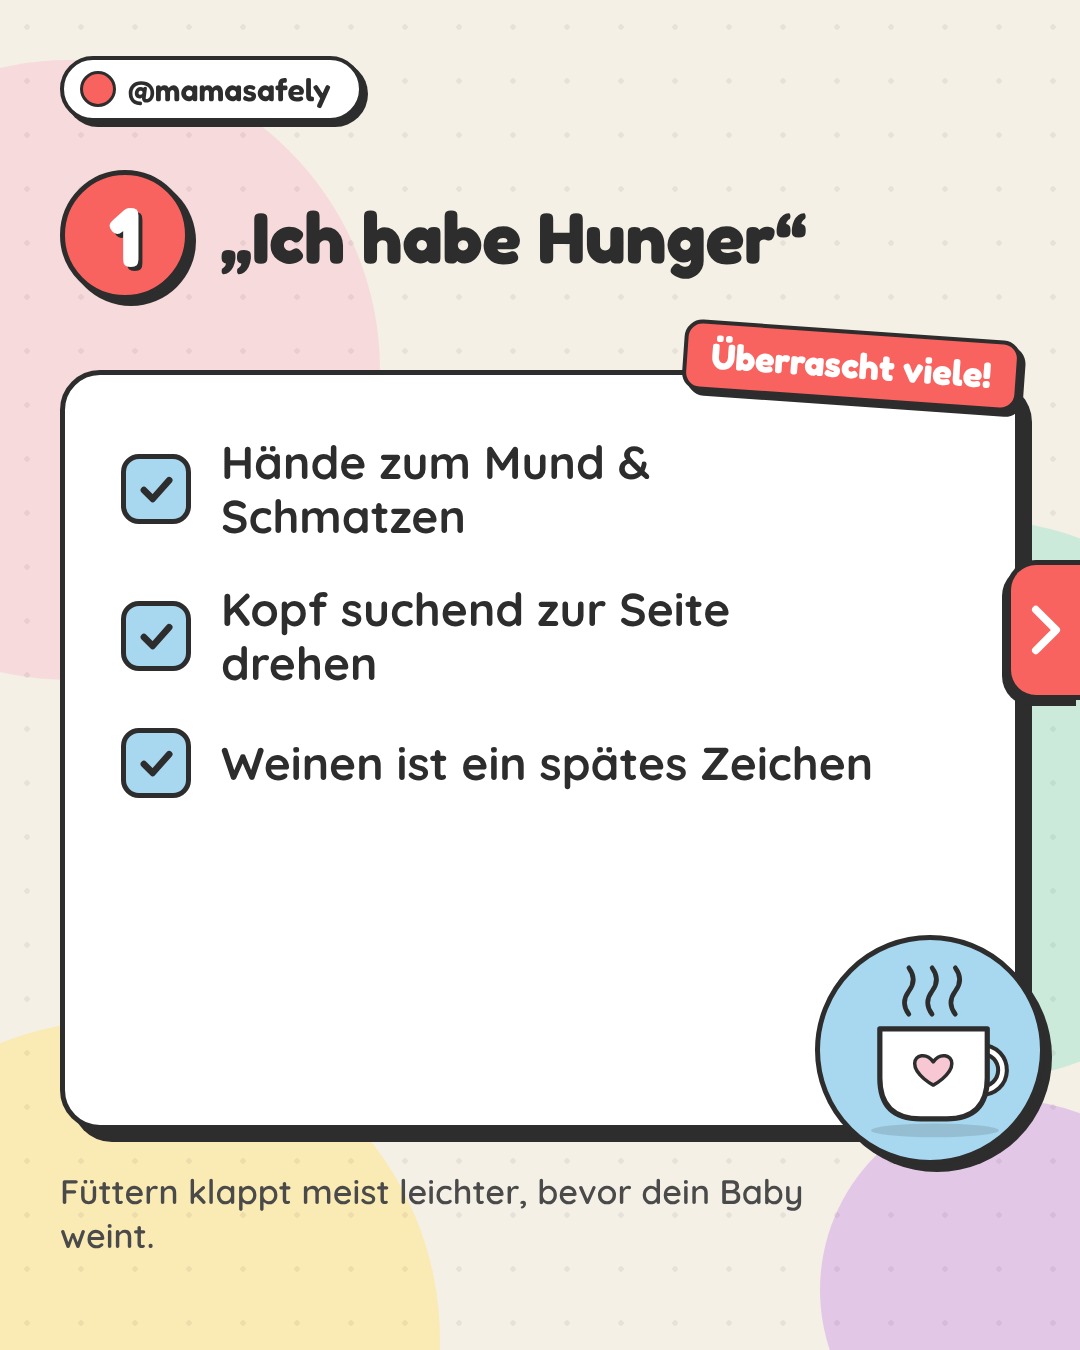 @mamasafely
1
„Ich habe Hunger“
Überrascht viele!
Hände zum Mund &
Schmatzen
Kopf suchend zur Seite
drehen
Weinen ist ein spätes Zeichen
Füttern klappt meist leichter, bevor dein Baby
weint.